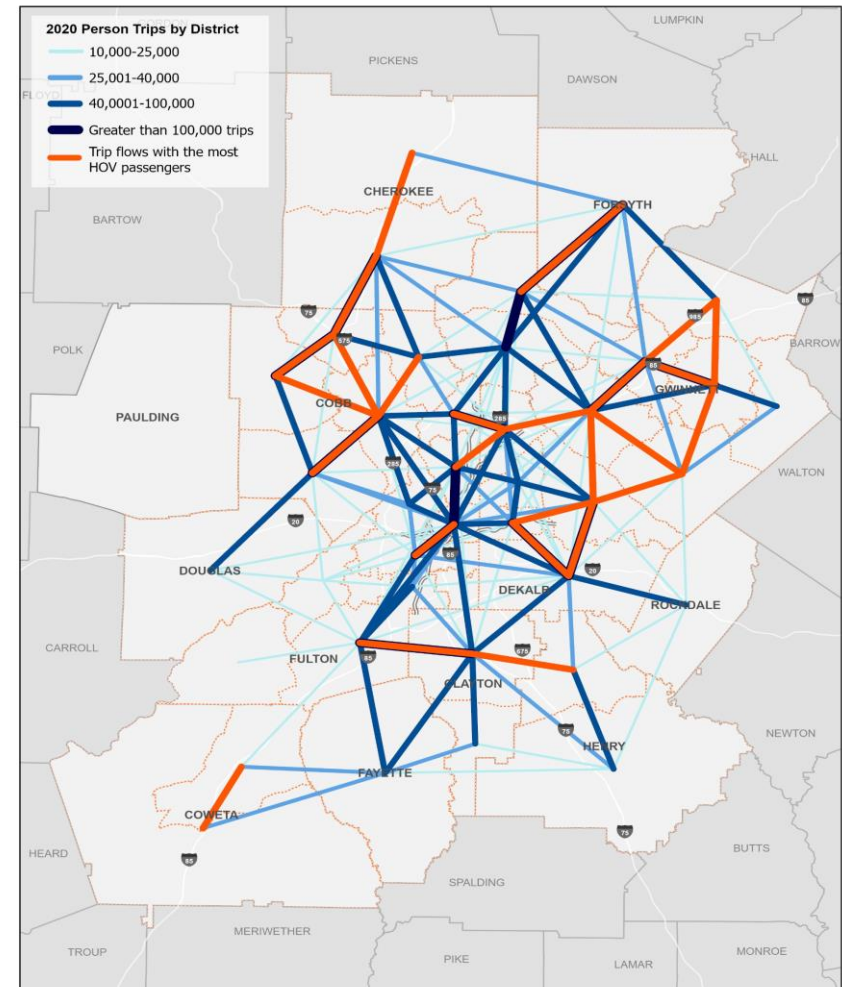 2020 Person Trips by District
10,000-25,000
25,001-40,000
40,0001-100,000
Greater than 100,000 trips
Trip flows with the most
HOV passengers
LUMPKIN
PICKENS
DAWSON
FLOYD
HALL
CHEROKEE
FORSYTH
BARTOW
75
985
85
BARROW
575
POLK
85
GWINNETT
PAULDING
COBB
285
285
75
WALTON
20
85
20
DOUGLAS
DEKALB
ROCKDALE
CARROLL
FULTON
85
675
CLAYTON
75
NEWTON
HENRY
FAYETTE
COWETA
75
HEARD
85
BUTTS
SPALDING
MERIWETHER
TROUP
PIKE
LAMAR
MONROE